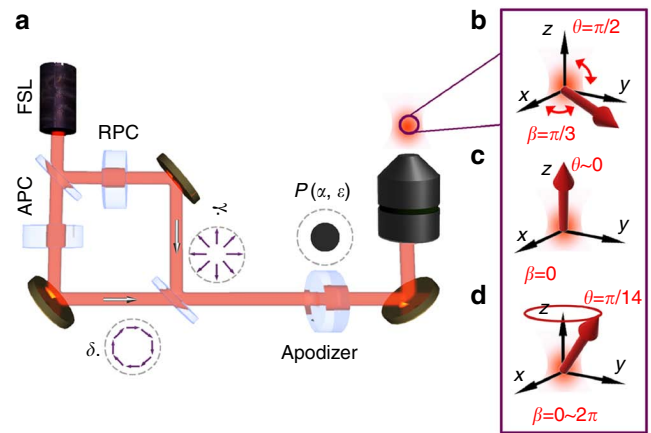 a
FSL
RPC
APC
γ.
P(α, ε)
δ.
Apodizer
b
z
θ=π/2
x
y
β=π/3
c
z
θ~0
x
y
β=0
d
z
θ=π/14
x
y
β=0~2π